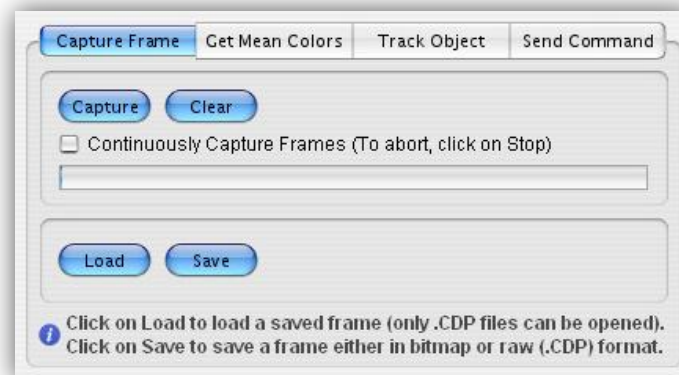 Capture Frame Get Mean Colors Track Object Send Command
Capture Clear
Continuously Capture Frames (To abort, click on Stop)
Load Save
Click on Load to load a saved frame (only .CDP files can be opened).
Click on Save to save a frame either in bitmap or raw (.CDP) format.